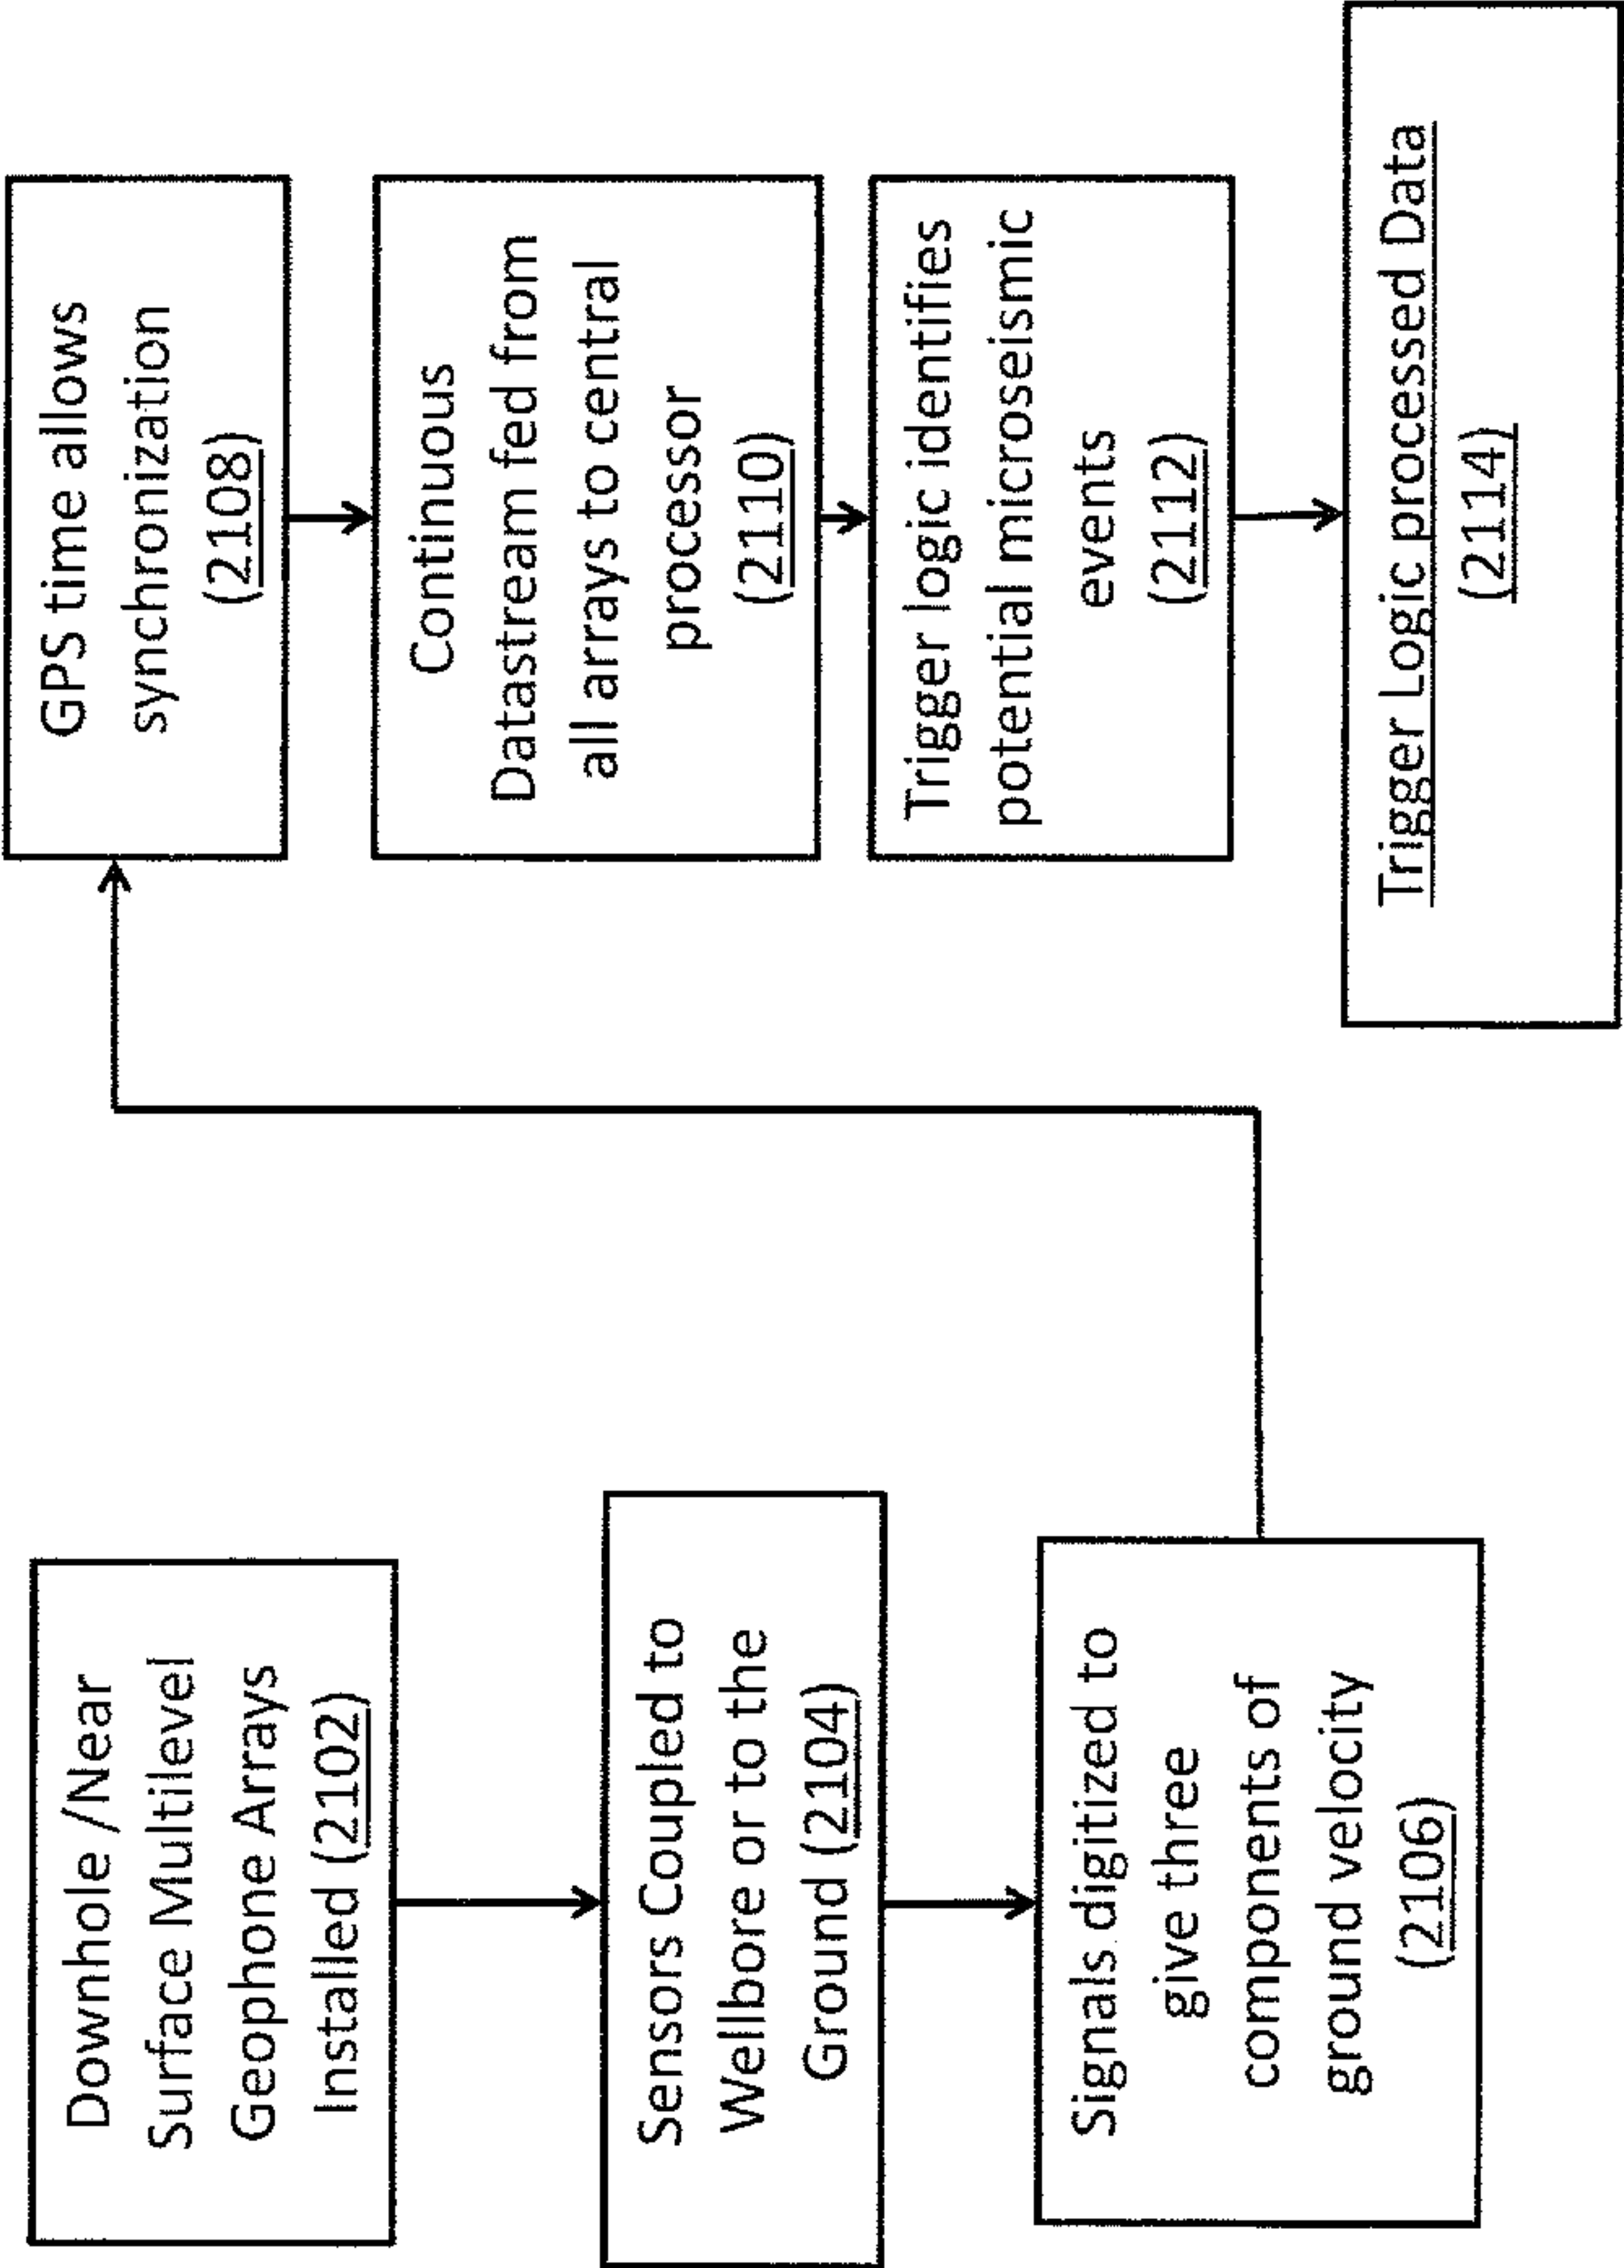 Downhole /Near
Surface Multilevel
Geophone Arrays
Installed (2102)
Sensors Coupled to
Wellbore or to the
Ground (2104)
Signals digitized to
give three
components of
ground velocity
(2106)
GPS time allows
synchronization
(2108)
Continuous
Datastream fed from
all arrays to central
processor
(2110)
Trigger logic identifies
potential microseismic
events
(2112)
Trigger Logic processed Data
(2114)